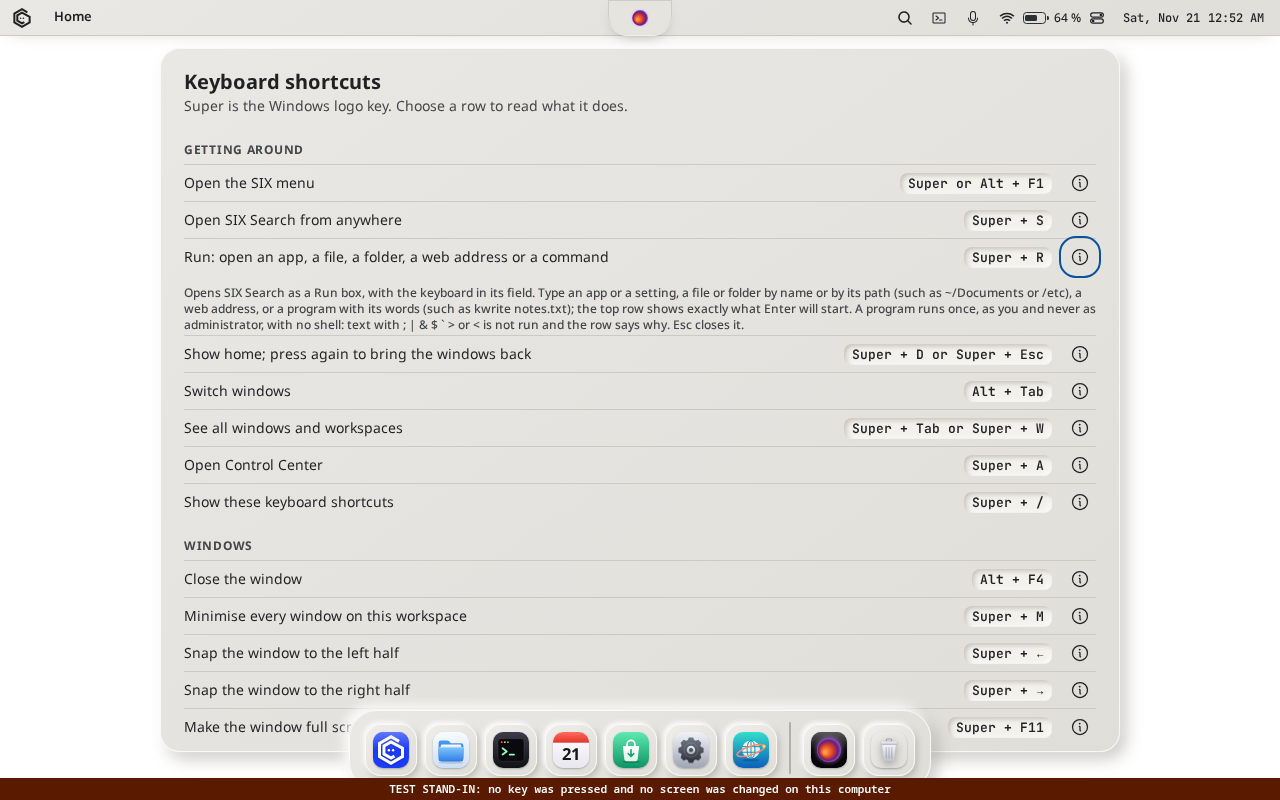 Home
64 %
Sat, Nov 21 12:52 AM
Keyboard shortcuts
Super is the Windows logo key. Choose a row to read what it does.
GETTING AROUND
Open the SIX menu
Super or Alt + F1
Open SIX Search from anywhere
Super + S
Run: open an app, a file, a folder, a web address or a command
Super + R
Opens SIX Search as a Run box, with the keyboard in its field. Type an app or a setting, a file or folder by name or by its path (such as ~/Documents or /etc), a
web address, or a program with its words (such as kwrite notes.txt); the top row shows exactly what Enter will start. A program runs once, as you and never as
administrator, with no shell: text with ; | & $ ` > or < is not run and the row says why. Esc closes it.
Show home; press again to bring the windows back
Super + D or Super + Esc
Switch windows
Alt + Tab
See all windows and workspaces
Super + Tab or Super + W
Open Control Center
Super + A
Show these keyboard shortcuts
Super + /
WINDOWS
Close the window
Alt + F4
Minimise every window on this workspace
Super + M
Snap the window to the left half
Super + ←
Snap the window to the right half
Super + →
Make the window full
Super + F11
21
TEST STAND-IN: no key was pressed and no screen was changed on this computer